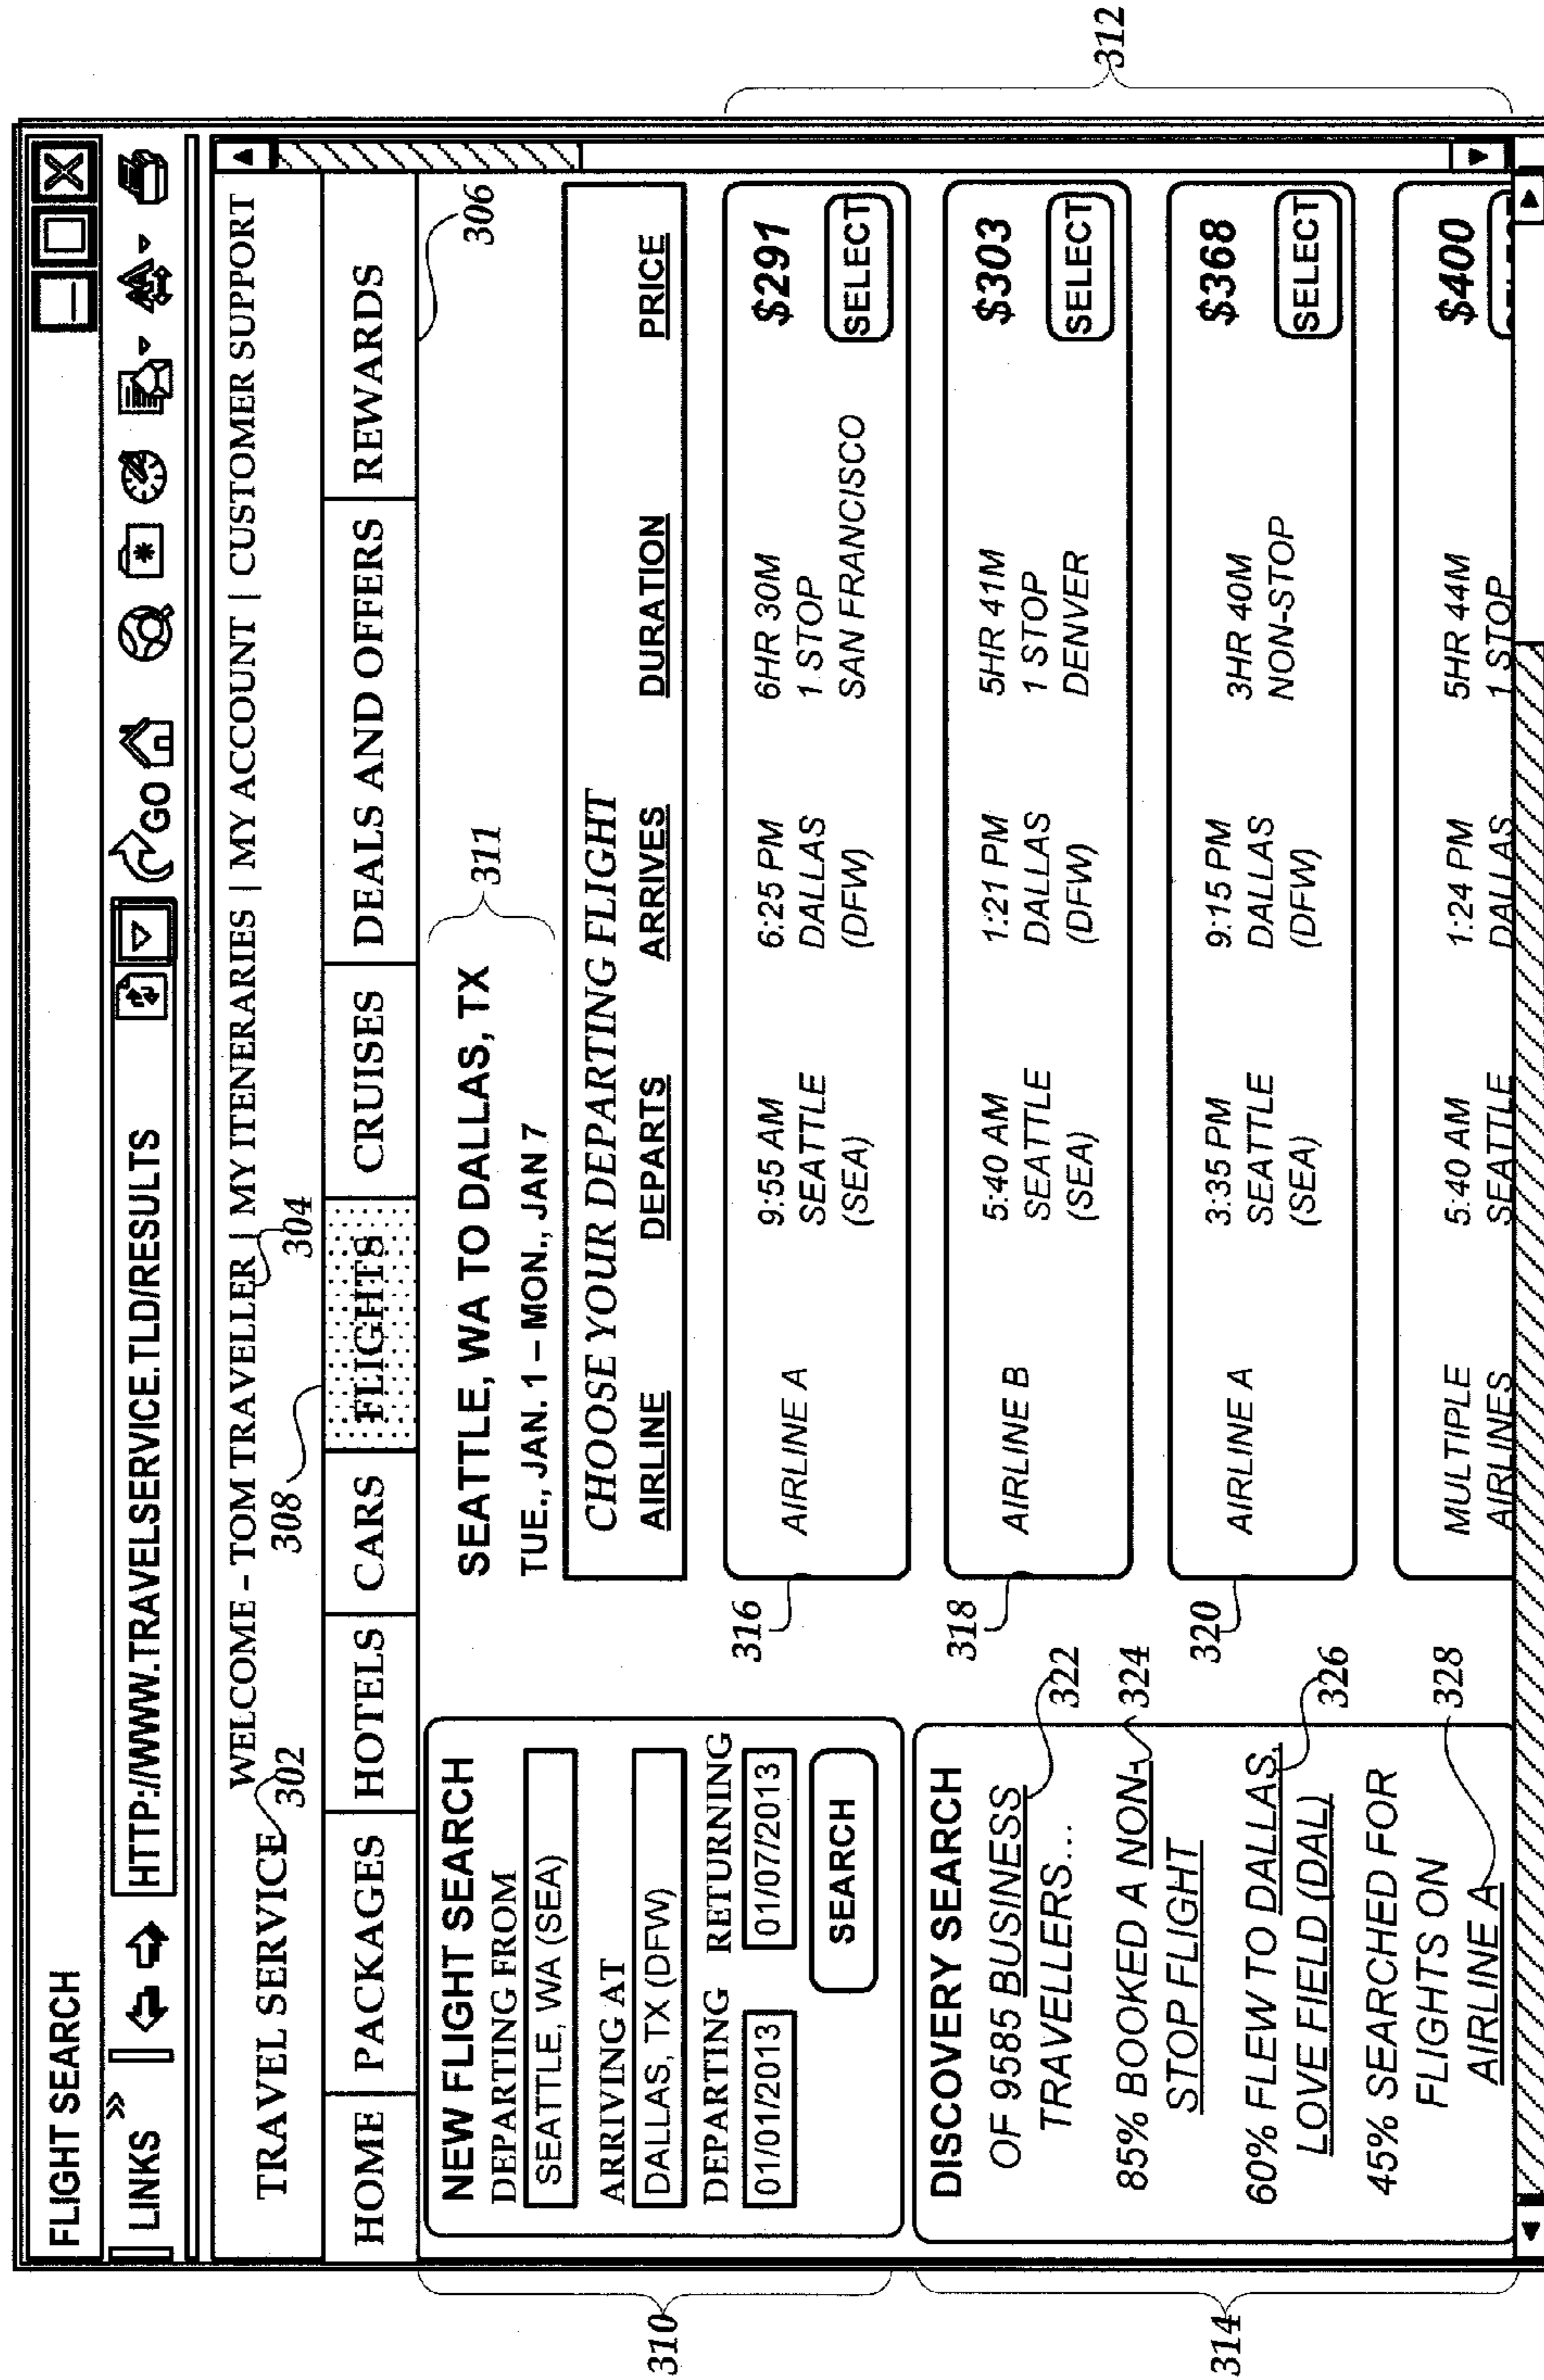 FLIGHT SEARCH
LINKS » HTTP://WWW.TRAVELSERVICE.TLD/RESULTS GO
TRAVEL SERVICE
302
WELCOME – TOM TRAVELLER | MY ITENERARIES | MY ACCOUNT | CUSTOMER SUPPORT
308
304
HOME PACKAGES HOTELS CARS FLIGHTS CRUISES DEALS AND OFFERS REWARDS
306
310
NEW FLIGHT SEARCH
DEPARTING FROM
SEATTLE, WA (SEA)
ARRIVING AT
DALLAS, TX (DFW)
DEPARTING RETURNING
01/01/2013 01/07/2013
SEARCH
314
DISCOVERY SEARCH
OF 9585 BUSINESS
TRAVELLERS...
322
85% BOOKED A NON-
STOP FLIGHT
324
60% FLEW TO DALLAS,
LOVE FIELD (DAL)
326
45% SEARCHED FOR
FLIGHTS ON
AIRLINE A
328
SEATTLE, WA TO DALLAS, TX
TUE., JAN. 1 – MON., JAN 7
311
CHOOSE YOUR DEPARTING FLIGHT
AIRLINE DEPARTS ARRIVES DURATION PRICE
312
316
AIRLINE A 9:55 AM 6:25 PM 6HR 30M $291
SEATTLE DALLAS 1 STOP
(SEA) (DFW) SAN FRANCISCO SELECT
318
AIRLINE B 5:40 AM 1:21 PM 5HR 41M $303
SEATTLE DALLAS 1 STOP
(SEA) (DFW) DENVER SELECT
320
AIRLINE A 3:35 PM 9:15 PM 3HR 40M $368
SEATTLE DALLAS NON-STOP
(SEA) (DFW) SELECT
MULTIPLE 5:40 AM 1:24 PM 5HR 44M $400
AIRLINES SEATTLE DALLAS 1 STOP